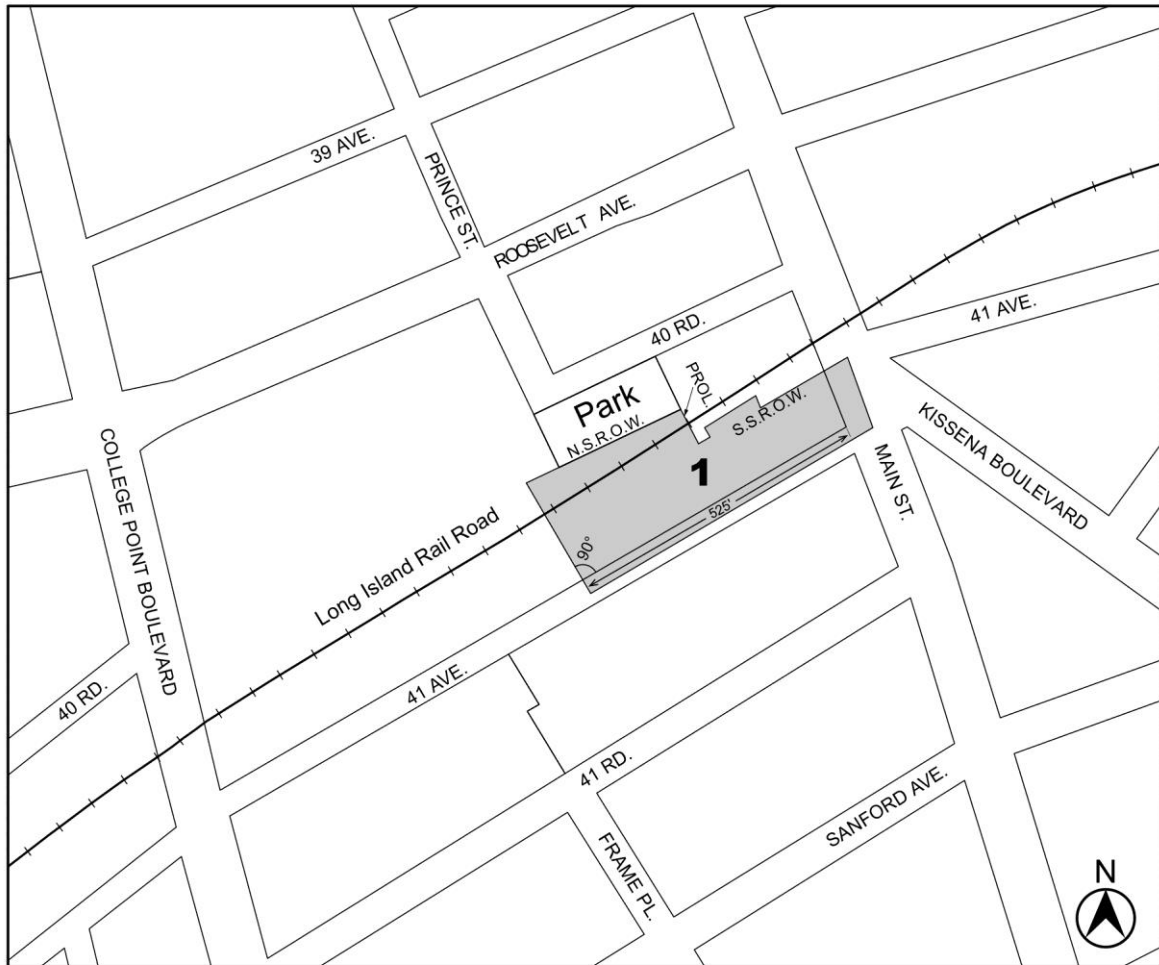 39 AVE.
PRINCE ST.
ROOSEVELT AVE.
40 RD.
41 AVE.
PROL.
Park
N.S.R.O.W.
S.S.R.O.W.
1
KISSENA BOULEVARD
MAIN ST.
COLLEGE POINT BOULEVARD
525'
90°
Long Island Rail Road
41 AVE.
40 RD.
41 RD.
SANFORD AVE.
FRAME PL.
N